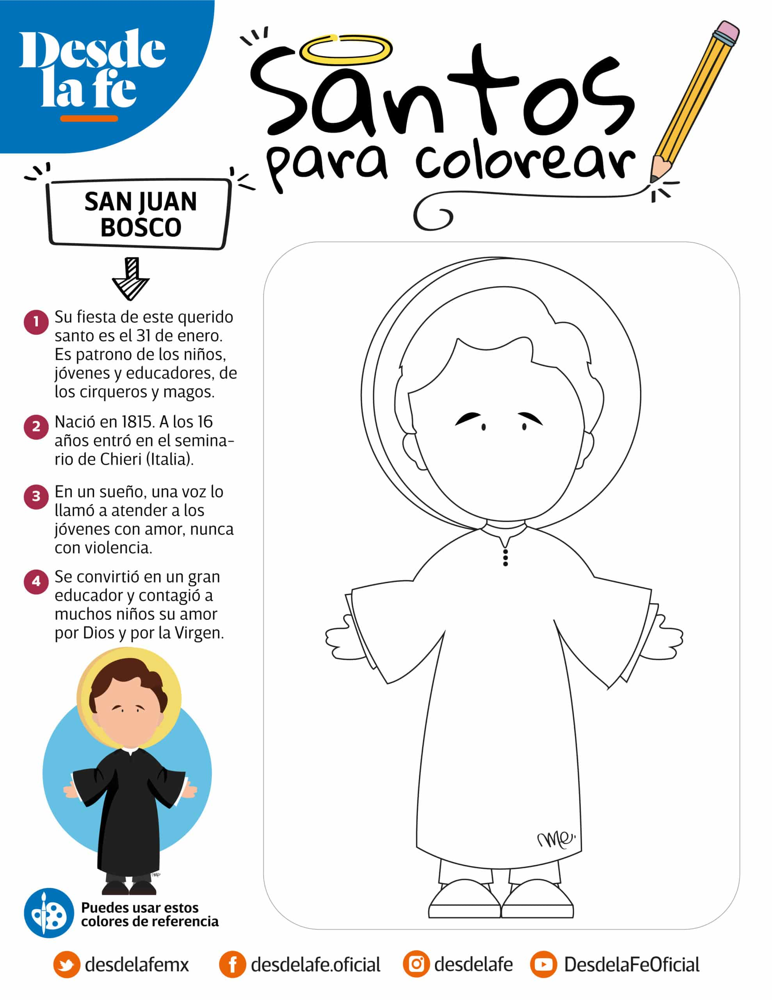 Desde
la fe
Santos
para colorear
SAN JUAN
BOSCO
1 Su fiesta de este querido
santo es el 31 de enero.
Es patrono de los niños,
jóvenes y educadores, de
los cirqueros y magos.
2 Nació en 1815. A los 16
años entró en el semina-
rio de Chieri (Italia).
3 En un sueño, una voz lo
llamó a atender a los
jóvenes con amor, nunca
con violencia.
4 Se convirtió en un gran
educador y contagió a
muchos niños su amor
por Dios y por la Virgen.
me.
me.
Puedes usar estos
colores de referencia
desdelafemx
desdelafe.oficial
desdelafe
DesdelaFeOficial